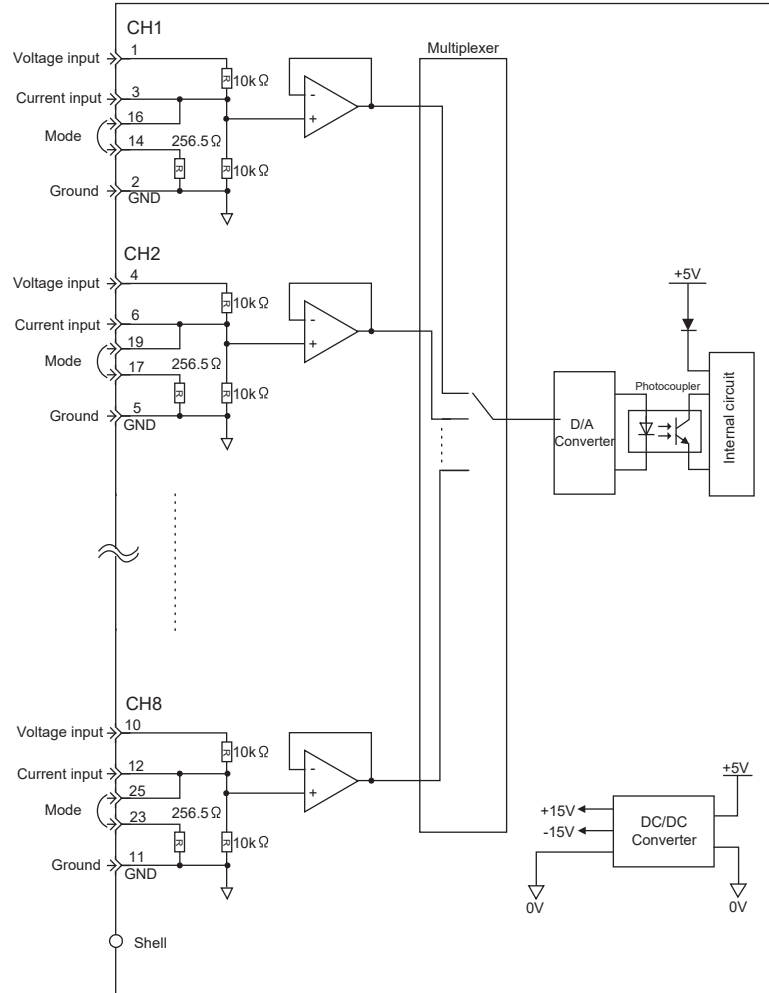 CH1
Voltage input
1
10kΩ
Current input
3
16
Mode
14
256.5Ω
10kΩ
Ground
2
GND
R
R
R
-
+
Multiplexer
CH2
Voltage input
4
10kΩ
Current input
6
19
Mode
17
256.5Ω
10kΩ
Ground
5
GND
R
R
R
-
+
+5V
Photocoupler
D/A
Converter
Internal circuit
CH8
Voltage input
10
10kΩ
Current input
12
25
Mode
23
256.5Ω
10kΩ
Ground
11
GND
R
R
R
-
+
+5V
+15V
-15V
DC/DC
Converter
0V
0V
Shell